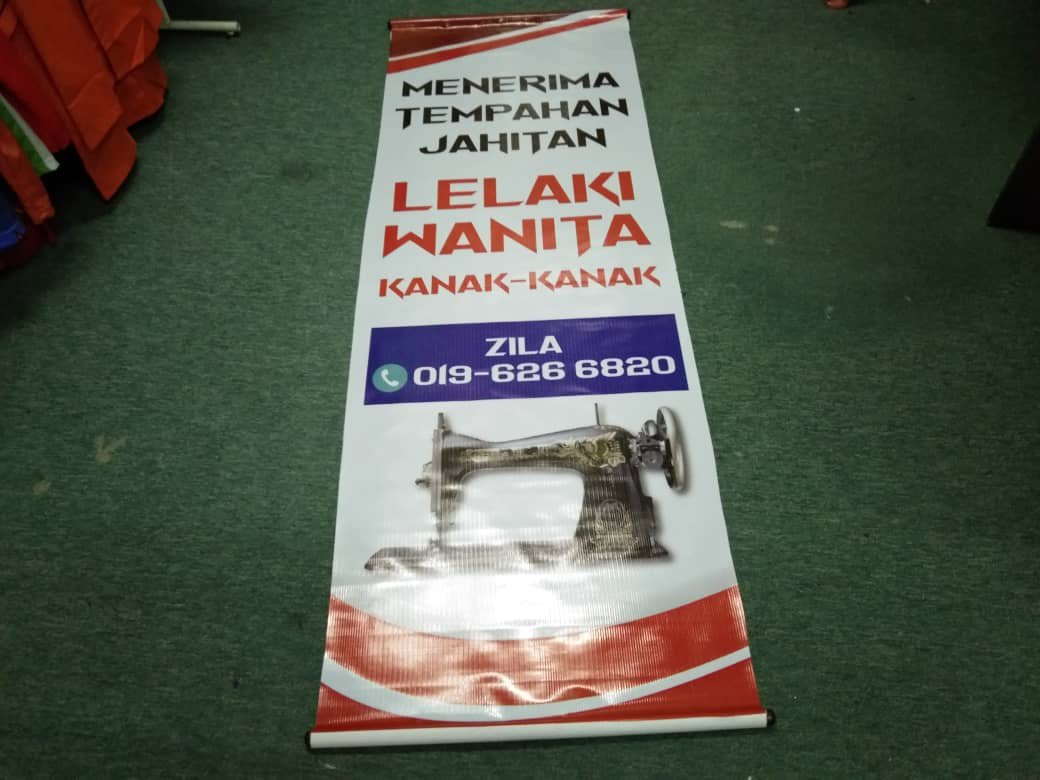 MENERIMA
TEMPAHAN
JAHITAN
LELAKI
WANITA
KANAK-KANAK
ZILA
019-626 6820